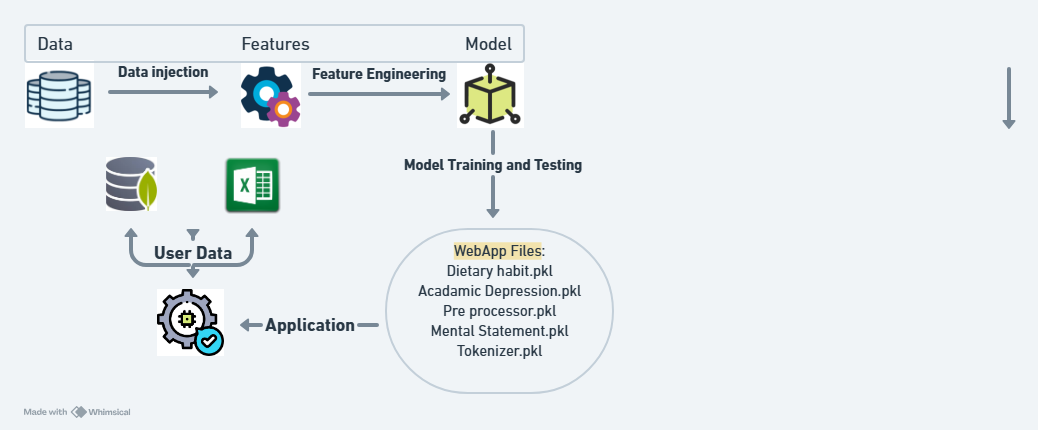 Data Features Model
Data injection
Feature Engineering
Model Training and Testing
X
User Data
WebApp Files:
Dietary habit.pkl
Acadamic Depression.pkl
Pre processor.pkl
Mental Statement.pkl
Tokenizer.pkl
Application
Made with Whimsical